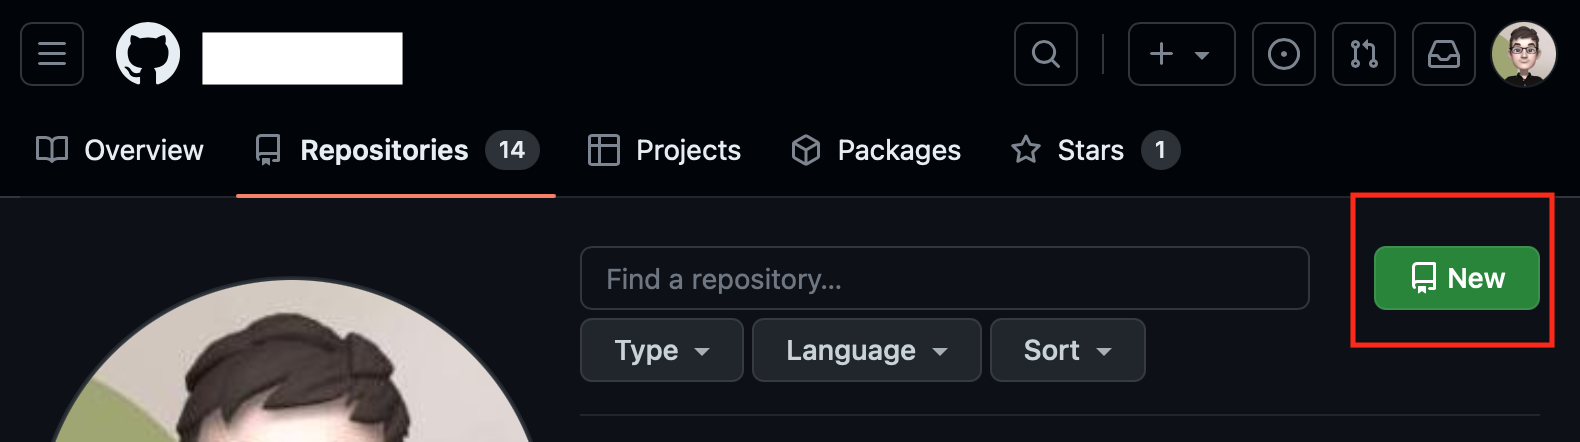 Overview Repositories 14 Projects Packages Stars 1
Find a repository... New
Type Language Sort